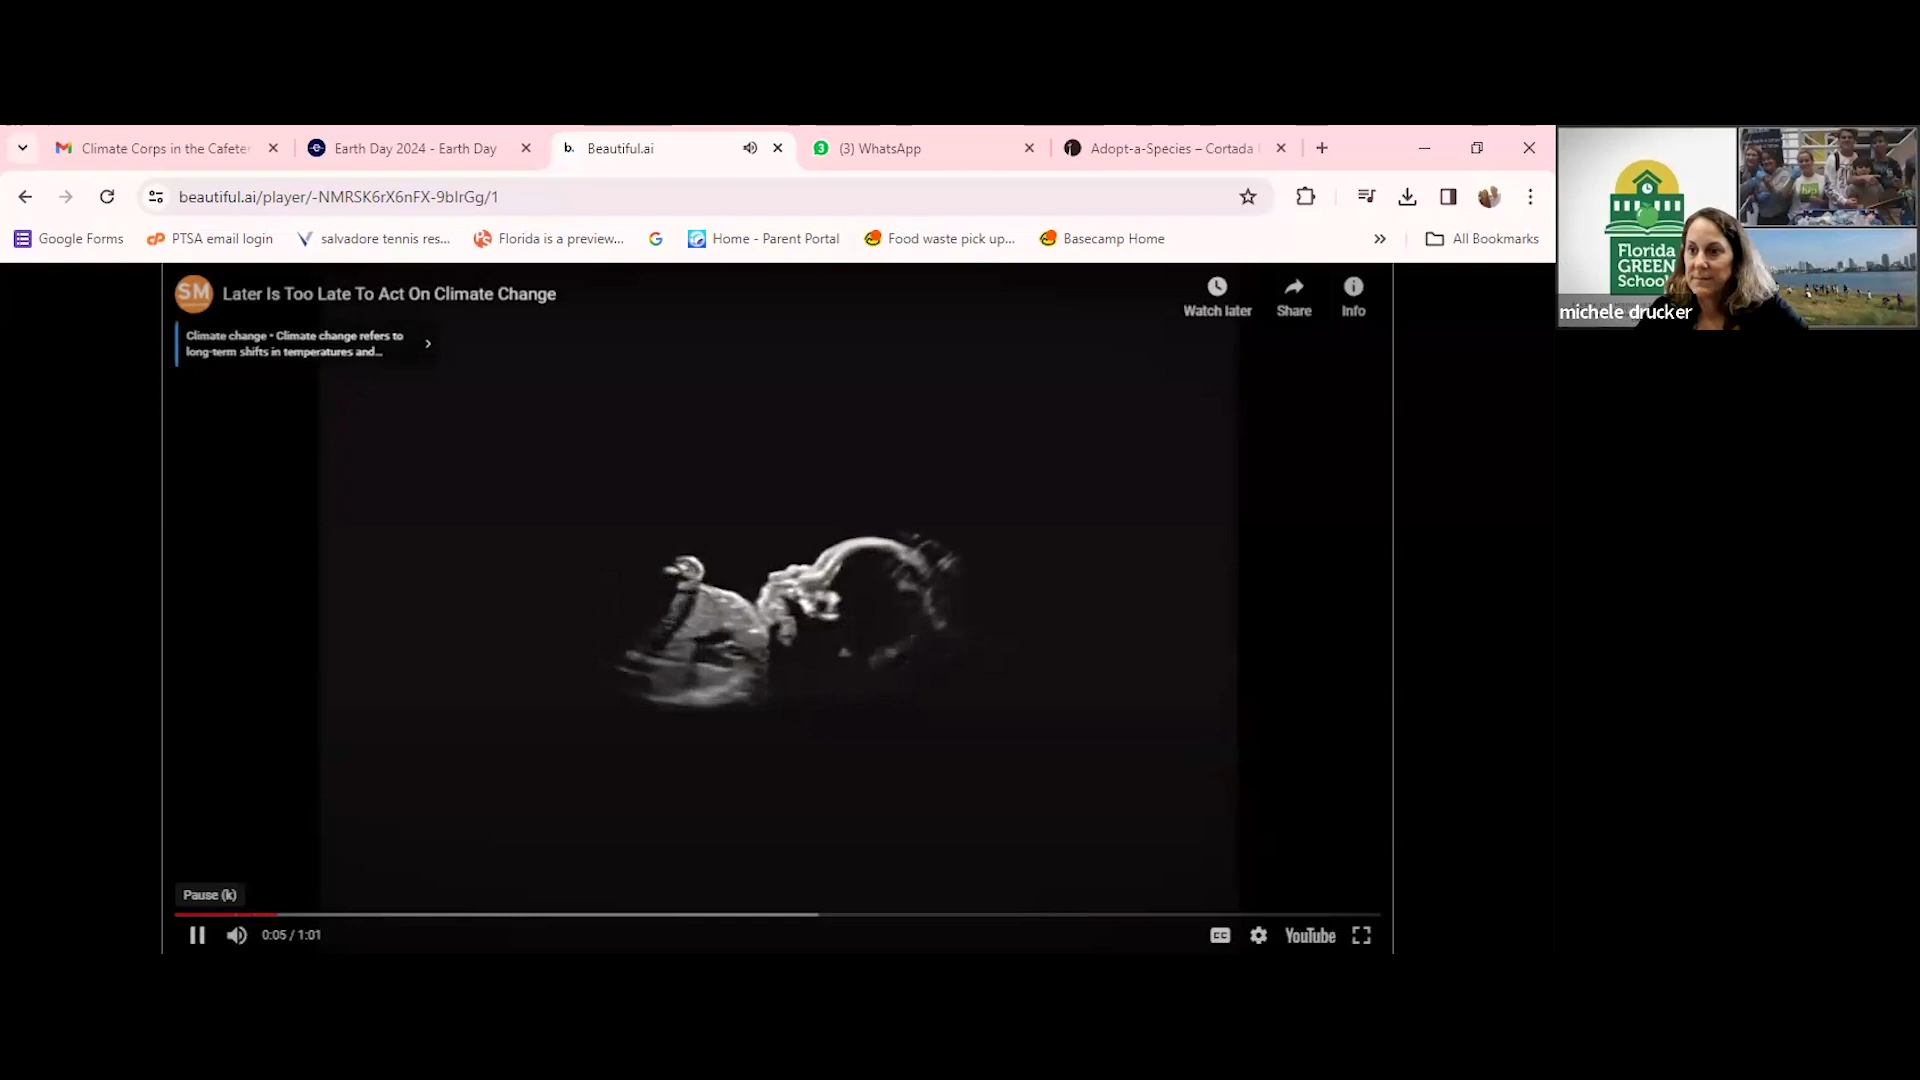 Climate Corps in the Cafeter
Earth Day 2024 - Earth Day
b. Beautiful.ai
(3) WhatsApp
Adopt-a-Species – Cortada
beautiful.ai/player/-NMRSK6rX6nFX-9bIrGg/1
Google Forms
PTSA email login
salvadore tennis res...
Florida is a preview...
Home - Parent Portal
Food waste pick up...
Basecamp Home
All Bookmarks
SM
Later Is Too Late To Act On Climate Change
Watch later
Share
Info
Climate change • Climate change refers to
long-term shifts in temperatures and...
Florida
GREEN
School
michele drucker
Pause (k)
0:05 / 1:01
CC
YouTube